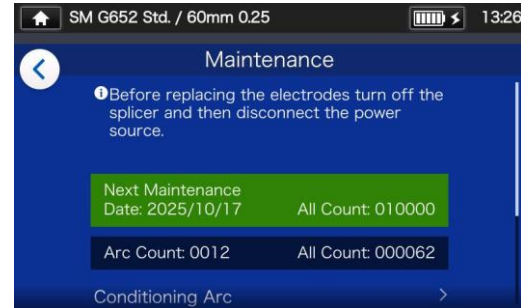 SM G652 Std. / 60mm 0.25 13:26
Maintenance
Before replacing the electrodes turn off the
splicer and then disconnect the power
source.
Next Maintenance
Date: 2025/10/17 All Count: 010000
Arc Count: 0012 All Count: 000062
Conditioning Arc